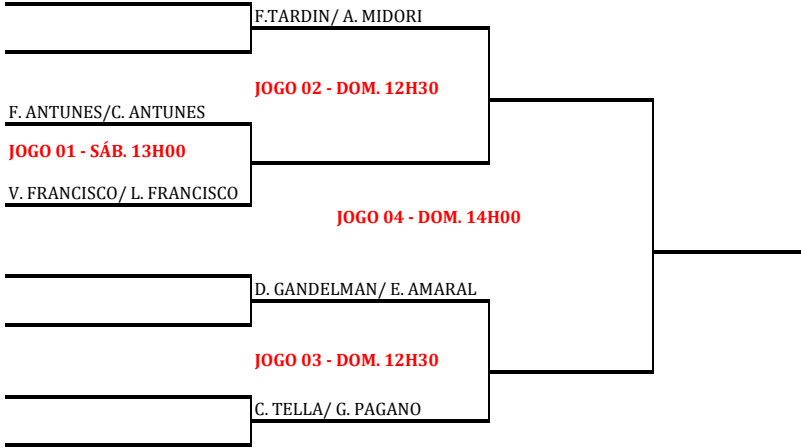 F.TARDIN/ A. MIDORI
JOGO 02 - DOM. 12H30
F. ANTUNES/C. ANTUNES
JOGO 01 - SÁB. 13H00
V. FRANCISCO/ L. FRANCISCO
JOGO 04 - DOM. 14H00
D. GANDELMAN/ E. AMARAL
JOGO 03 - DOM. 12H30
C. TELLA/ G. PAGANO